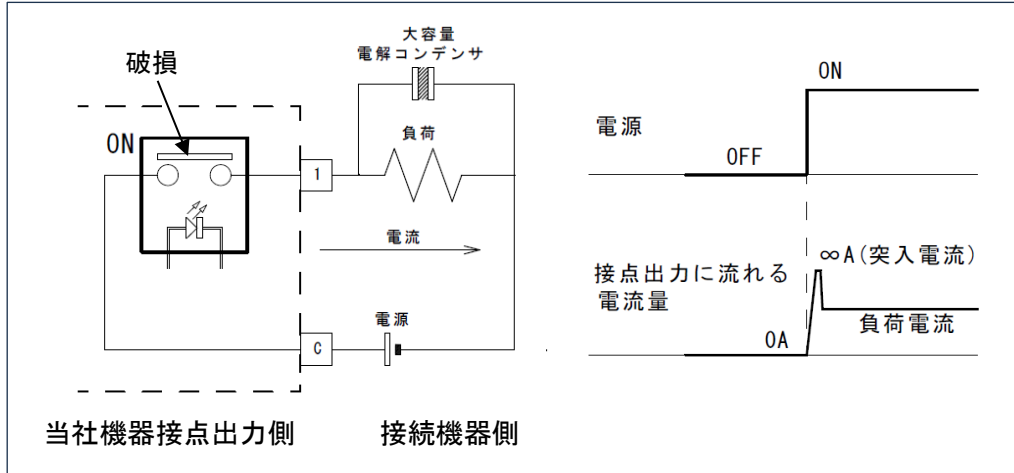 破損
ON
大容量
電解コンデンサ
負荷
1
電流
電源
C
当社機器接点出力側
接続機器側
電源
OFF
ON
接点出力に流れる
電流量
∞A(突入電流)
0A
負荷電流